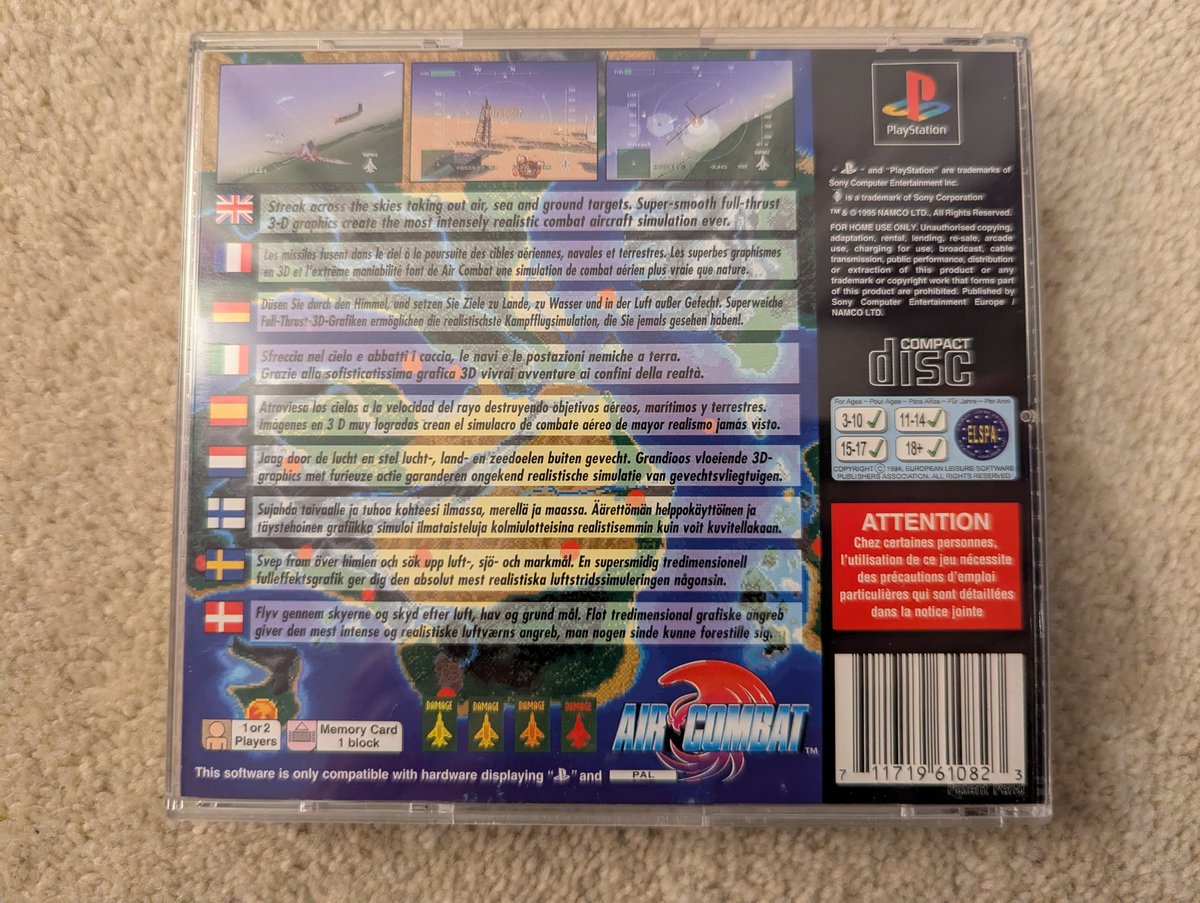 Streak across the skies taking out air, sea and ground targets. Super-smooth full-thrust
3-D graphics create the most intensely realistic combat aircraft simulation ever.
Les missiles fusent dans le ciel à la poursuite des cibles aériennes, navales et terrestres. Les superbes graphismes
en 3D et l'extrême maniabilité font de Air Combat une simulation de combat aérien plus vraie que nature.
Düsen Sie durch den Himmel, und setzen Sie Ziele zu Lande, zu Wasser und in der Luft außer Gefecht. Superweiche
Full-Thrust-3D-Grafiken ermöglichen die realistischste Kampfflugsimulation, die Sie jemals gesehen haben!.
Sfreccia nel cielo e abbatti i caccia, le navi e le postazioni nemiche a terra.
Grazie alla sofisticatissima grafica 3D vivrai avventure ai confini della realtà.
Atraviesa los cielos a la velocidad del rayo destruyendo objetivos aéreos, marítimos y terrestres.
Imágenes en 3 D muy logradas crean el simulacro de combate aéreo de mayor realismo jamás visto.
Jaag door de lucht en stel lucht-, land- en zeedoelen buiten gevecht. Grandioos vloeiende 3D-
graphics met furieuze actie garanderen ongekend realistische simulatie van gevechtsvliegtuigen.
Sujahda taivaalle ja tuhoa kohteesi ilmassa, merellä ja maassa. Äärettömän helppokäyttöinen ja
täystehoinen grafiikka simuloi ilmataisteluja kolmiulotteisina realistisemmin kuin voit kuvitellakaan.
Svep fram över himlen och sök upp luft-, sjö- och markmål. En supersmidig tredimensionell
fulleffektsgrafik ger dig den absolut mest realistiska luftstridssimuleringen någonsin.
Flyv gennem skyerne og skyd efter luft, hav og grund mål. Flot tredimensional grafiske angreb
giver den mest intense og realistiske luftværns angreb, man nogen sinde kunne forestille sig.
1 or 2
Players
Memory Card
1 block
DAMAGE DAMAGE DAMAGE DAMAGE
AIR COMBAT TM
This software is only compatible with hardware displaying " " and PAL
PlayStation
" " and "PlayStation" are trademarks of
Sony Computer Entertainment Inc.
is a trademark of Sony Corporation
™ & © 1995 NAMCO LTD., All Rights Reserved.
FOR HOME USE ONLY. Unauthorised copying,
adaptation, rental, lending, re-sale, arcade
use, charging for use, broadcast, cable
transmission, public performance, distribution
or extraction of this product or any
trademark or copyright work that forms part
of this product are prohibited. Published by
Sony Computer Entertainment Europe /
NAMCO LTD.
COMPACT
disc
For Ages – Pour Ages – Para Años – Für Jahre – Per Anni
3-10 11-14
15-17 18+
ELSPA
COPYRIGHT © 1994, EUROPEAN LEISURE SOFTWARE
PUBLISHERS ASSOCIATION. ALL RIGHTS RESERVED
ATTENTION
Chez certaines personnes,
l'utilisation de ce jeu nécessite
des précautions d'emploi
particulières qui sont détaillées
dans la notice jointe
7 11719 61082 3